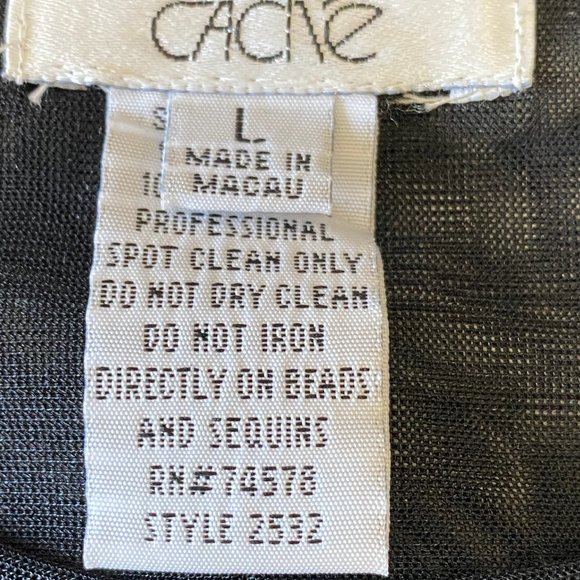 CACHE
L
MADE IN
MACAU
PROFESSIONAL
SPOT CLEAN ONLY
DO NOT DRY CLEAN
DO NOT IRON
DIRECTLY ON BEADS
AND SEQUINS
RN#74578
STYLE 2532